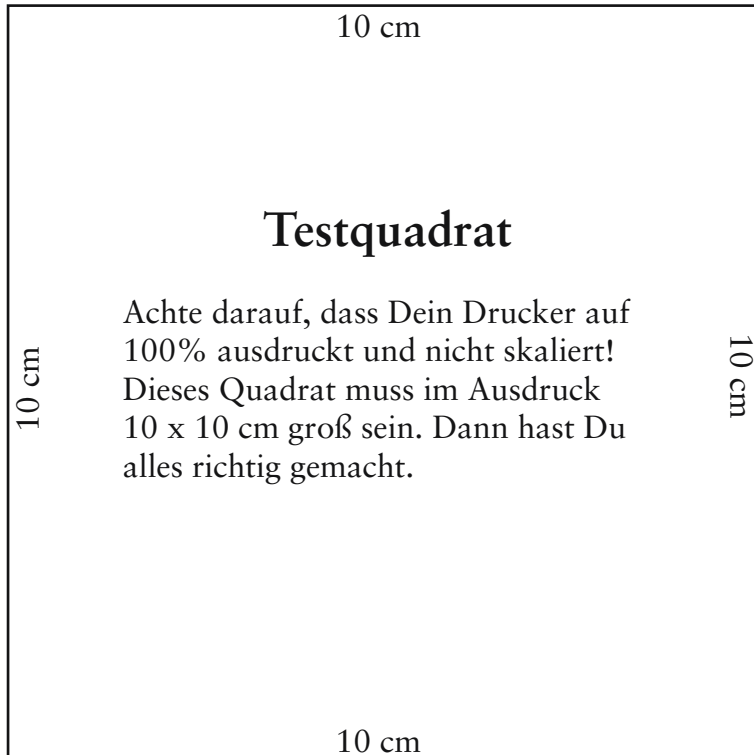 10 cm
Testquadrat
Achte darauf, dass Dein Drucker auf
100% ausdruckt und nicht skaliert!
Dieses Quadrat muss im Ausdruck
10 x 10 cm groß sein. Dann hast Du
alles richtig gemacht.
10 cm
10 cm
10 cm